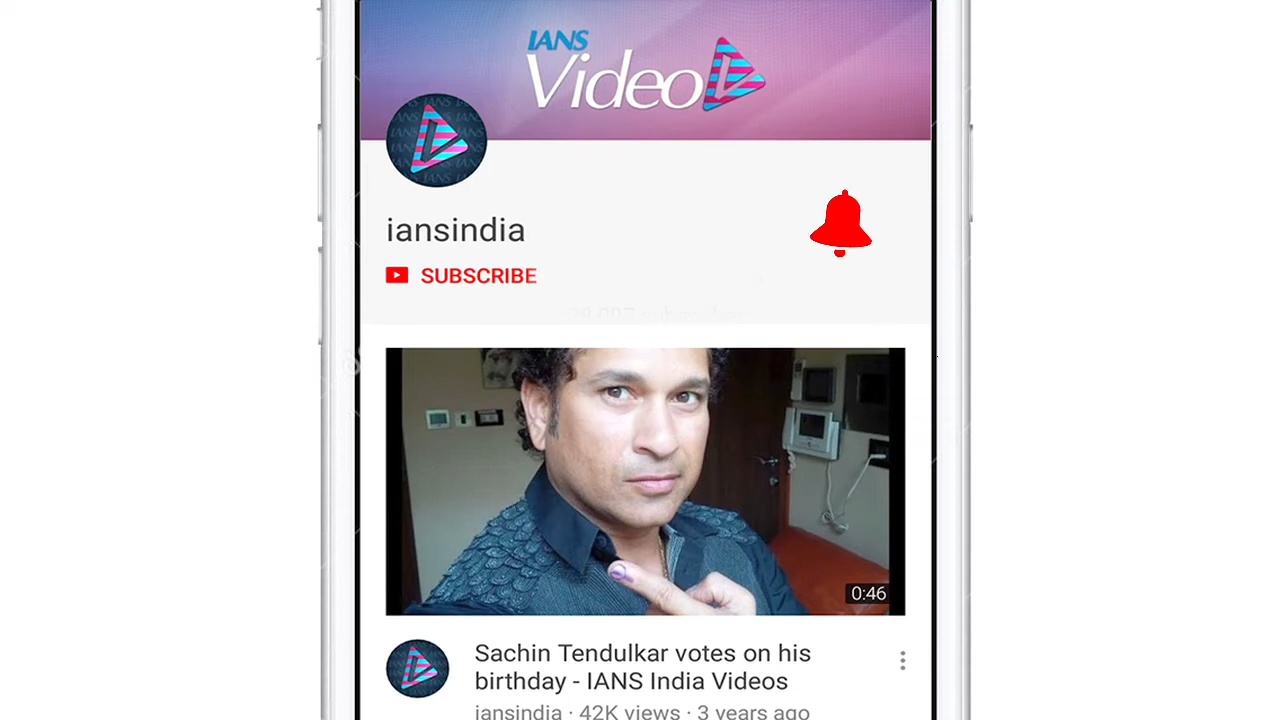 IANS
Video
iansindia
SUBSCRIBE
0:46
Sachin Tendulkar votes on his
birthday - IANS India Videos
iansindia · 42K views · 3 years ago